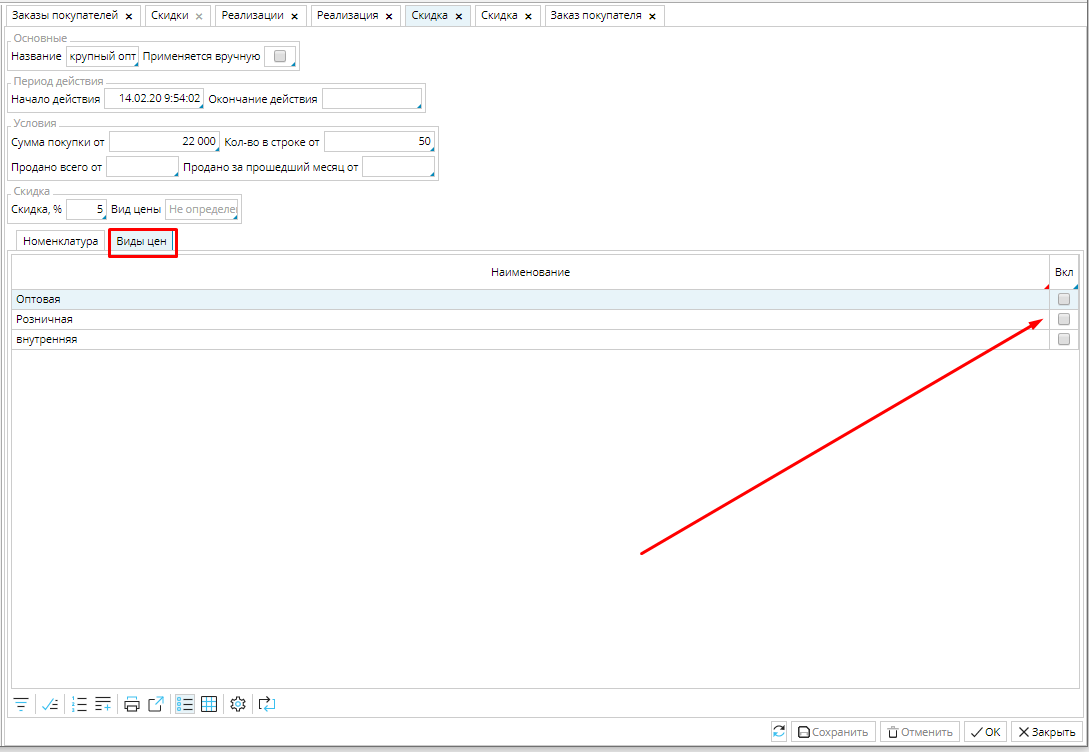 Заказы покупателей Скидки Реализации Реализация Скидка Скидка Заказ покупателя
Основные
Название крупный опт Применяется вручную
Период действия
Начало действия 14.02.20 9:54:02 Окончание действия
Условия
Сумма покупки от 22 000 Кол-во в строке от 50
Продано всего от Продано за прошедший месяц от
Скидка
Скидка, % 5 Вид цены Не определе
Номенклатура Виды цен
Наименование Вкл
Оптовая
Розничная
внутренняя
Сохранить Отменить OK Закрыть